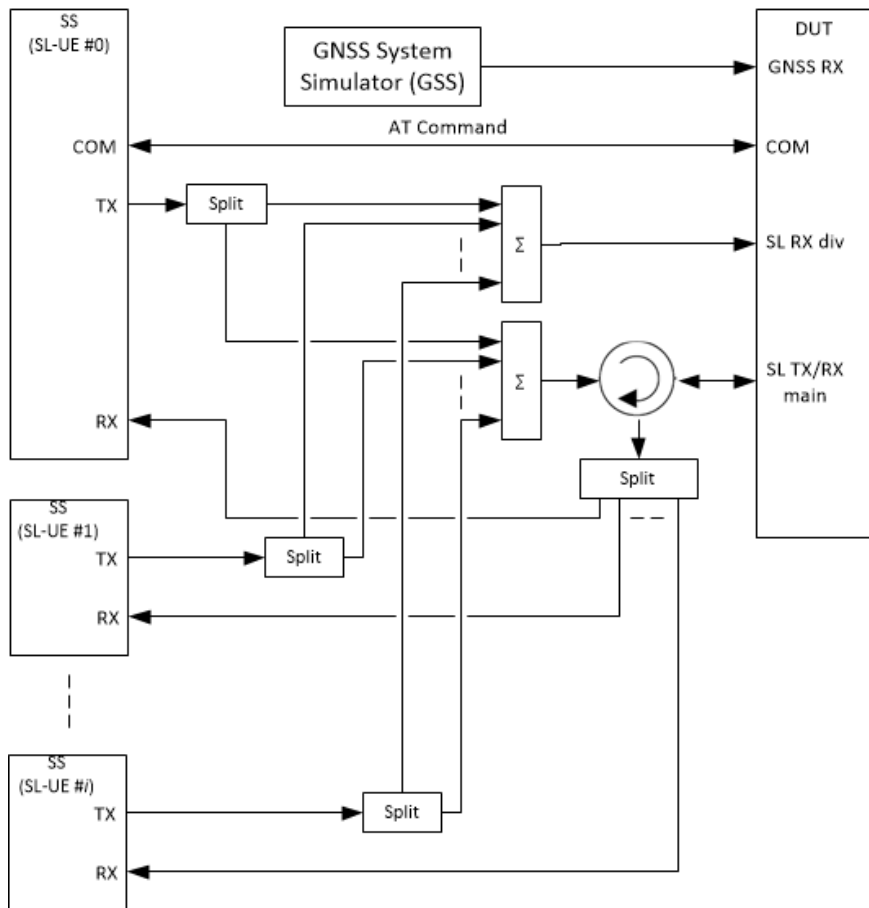 SS
(SL-UE #0)
COM
TX
RX
GNSS System
Simulator (GSS)
AT Command
DUT
GNSS RX
COM
SL RX div
SL TX/RX
main
Split
Σ
Σ
Split
SS
(SL-UE #1)
TX
RX
Split
SS
(SL-UE #i)
TX
RX
Split